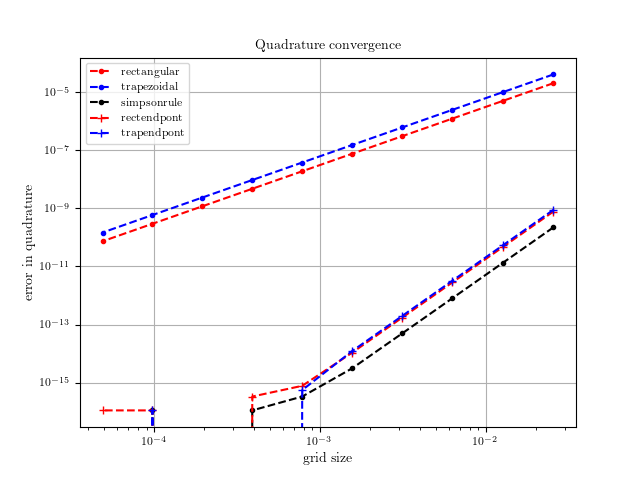 Quadrature convergence
rectangular
trapezoidal
simpsonrule
rectendpont
trapendpont
error in quadrature
10⁻⁵
10⁻⁷
10⁻⁹
10⁻¹¹
10⁻¹³
10⁻¹⁵
10⁻⁴
10⁻³
10⁻²
grid size